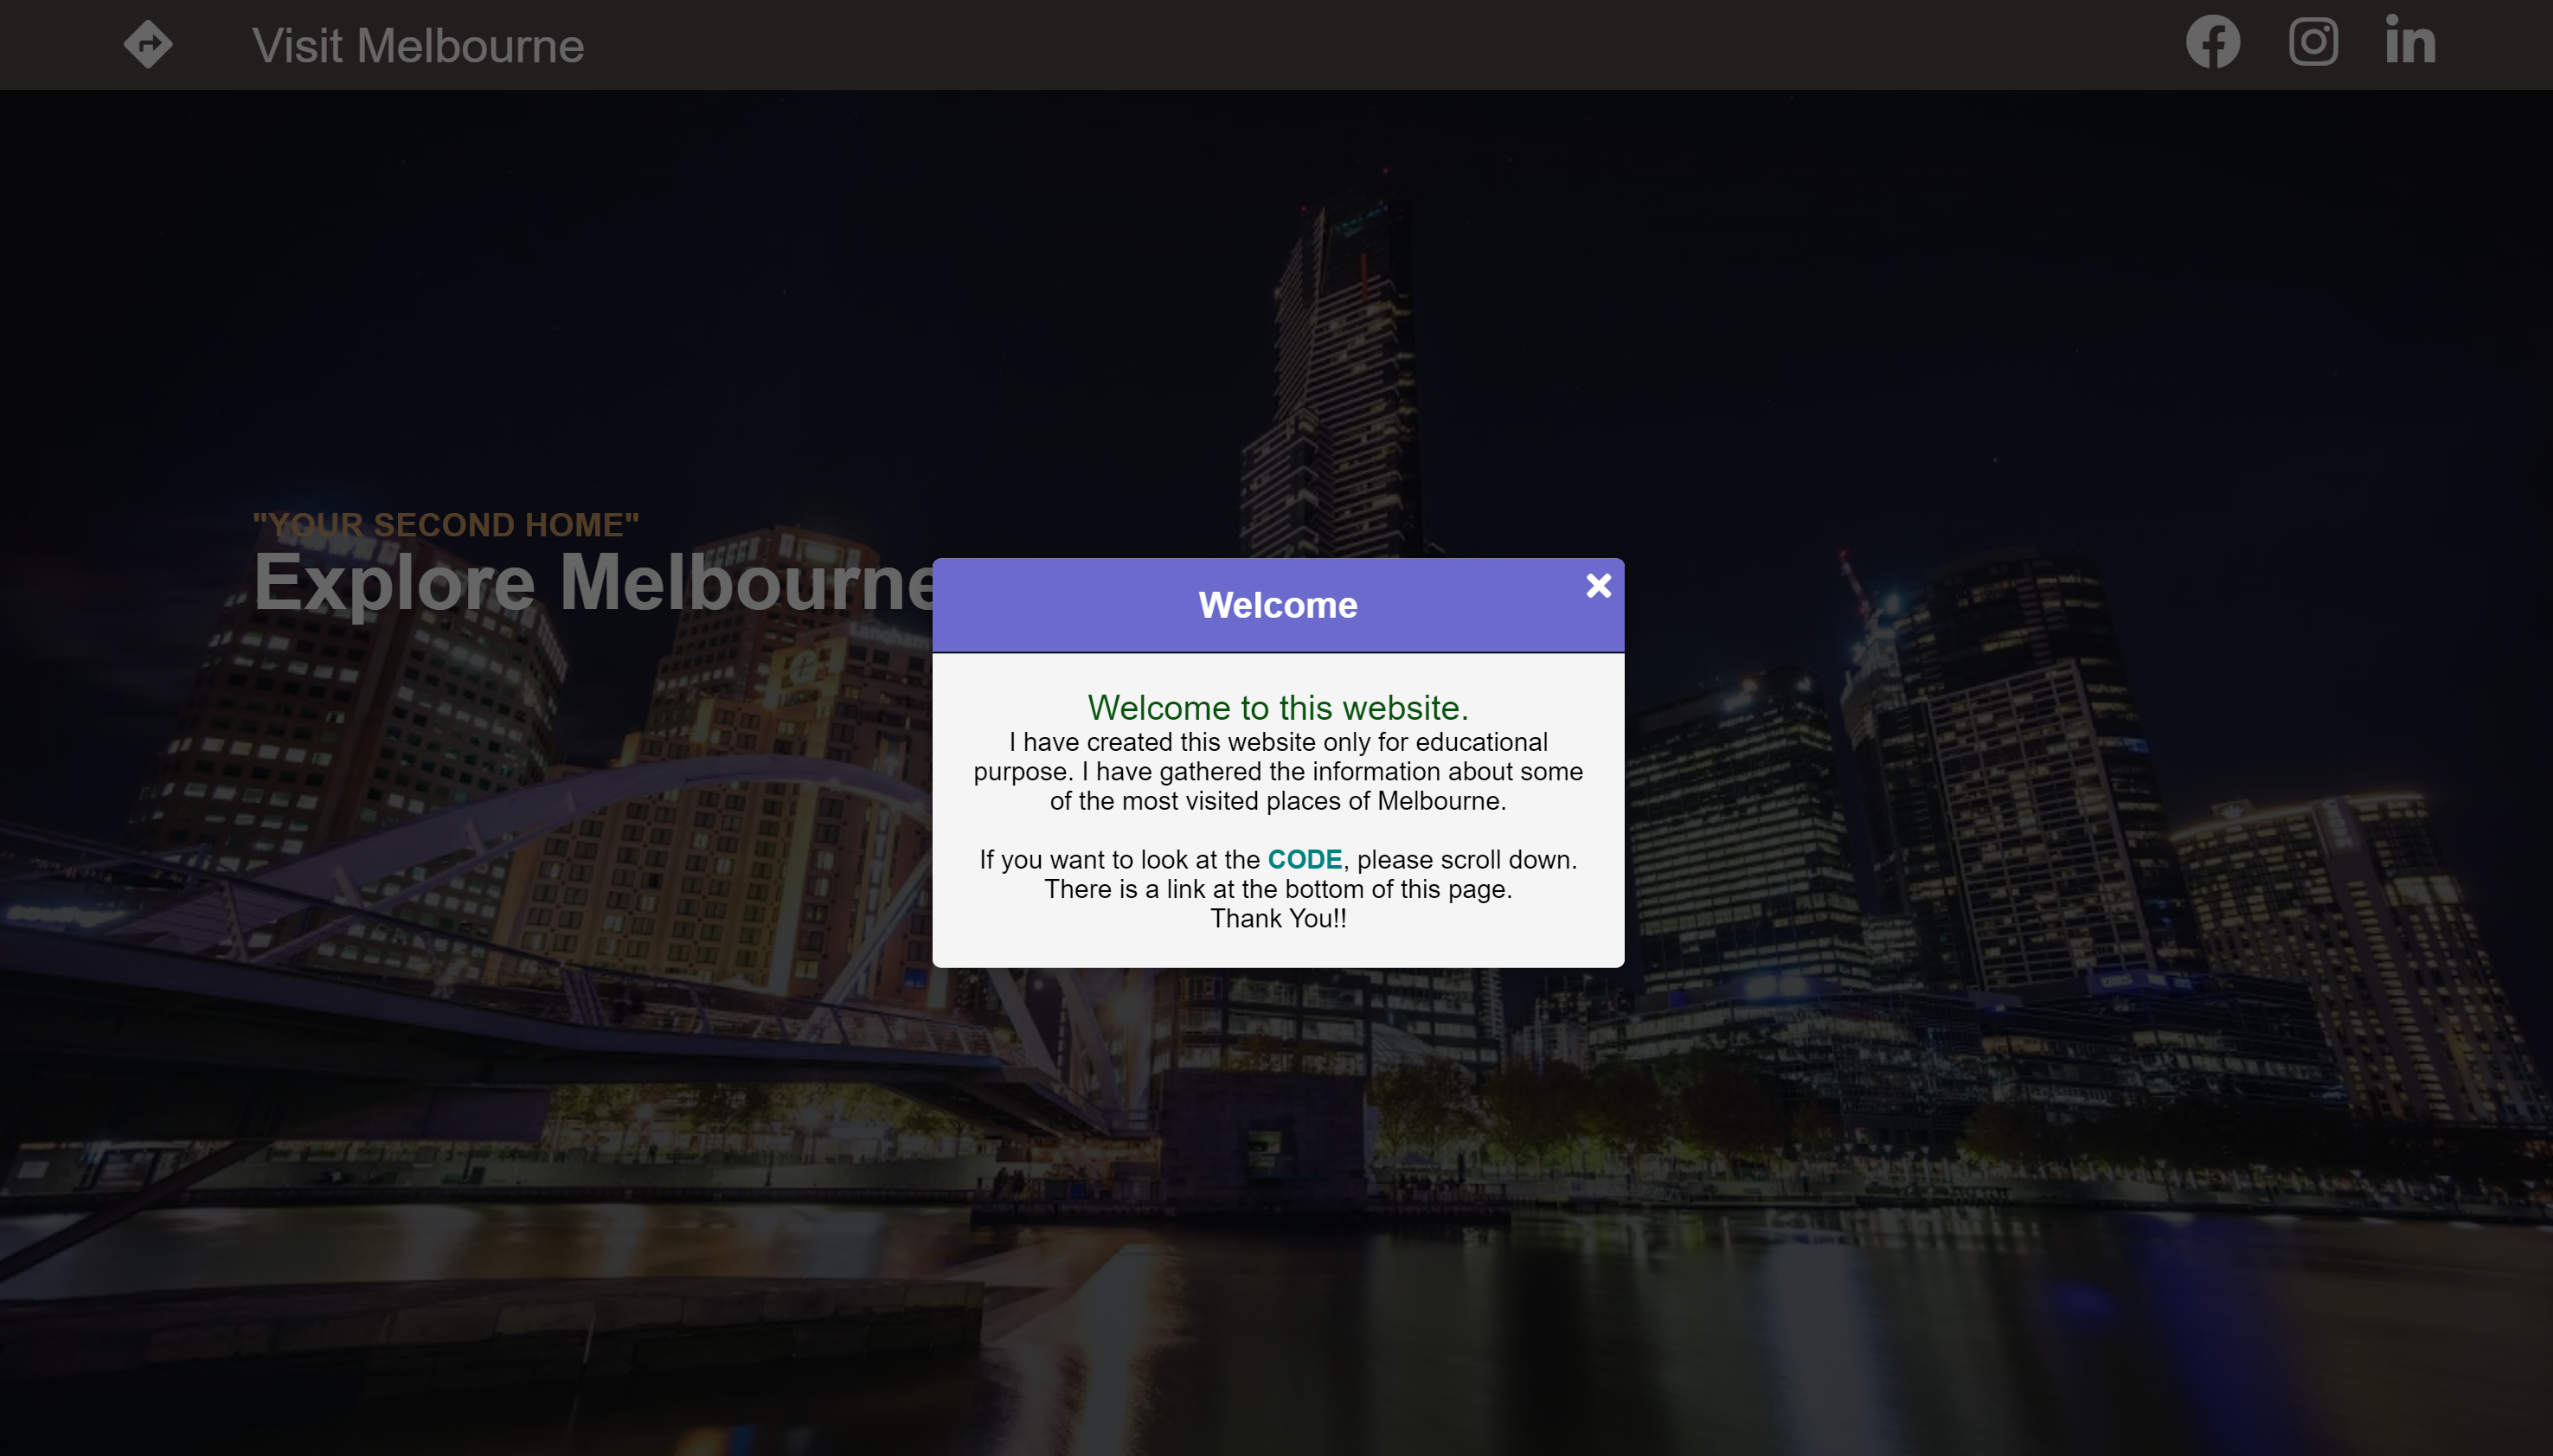 Visit Melbourne
"YOUR SECOND HOME"
Explore Melbourne
Welcome
Welcome to this website.
I have created this website only for educational
purpose. I have gathered the information about some
of the most visited places of Melbourne.
If you want to look at the CODE, please scroll down.
There is a link at the bottom of this page.
Thank You!!